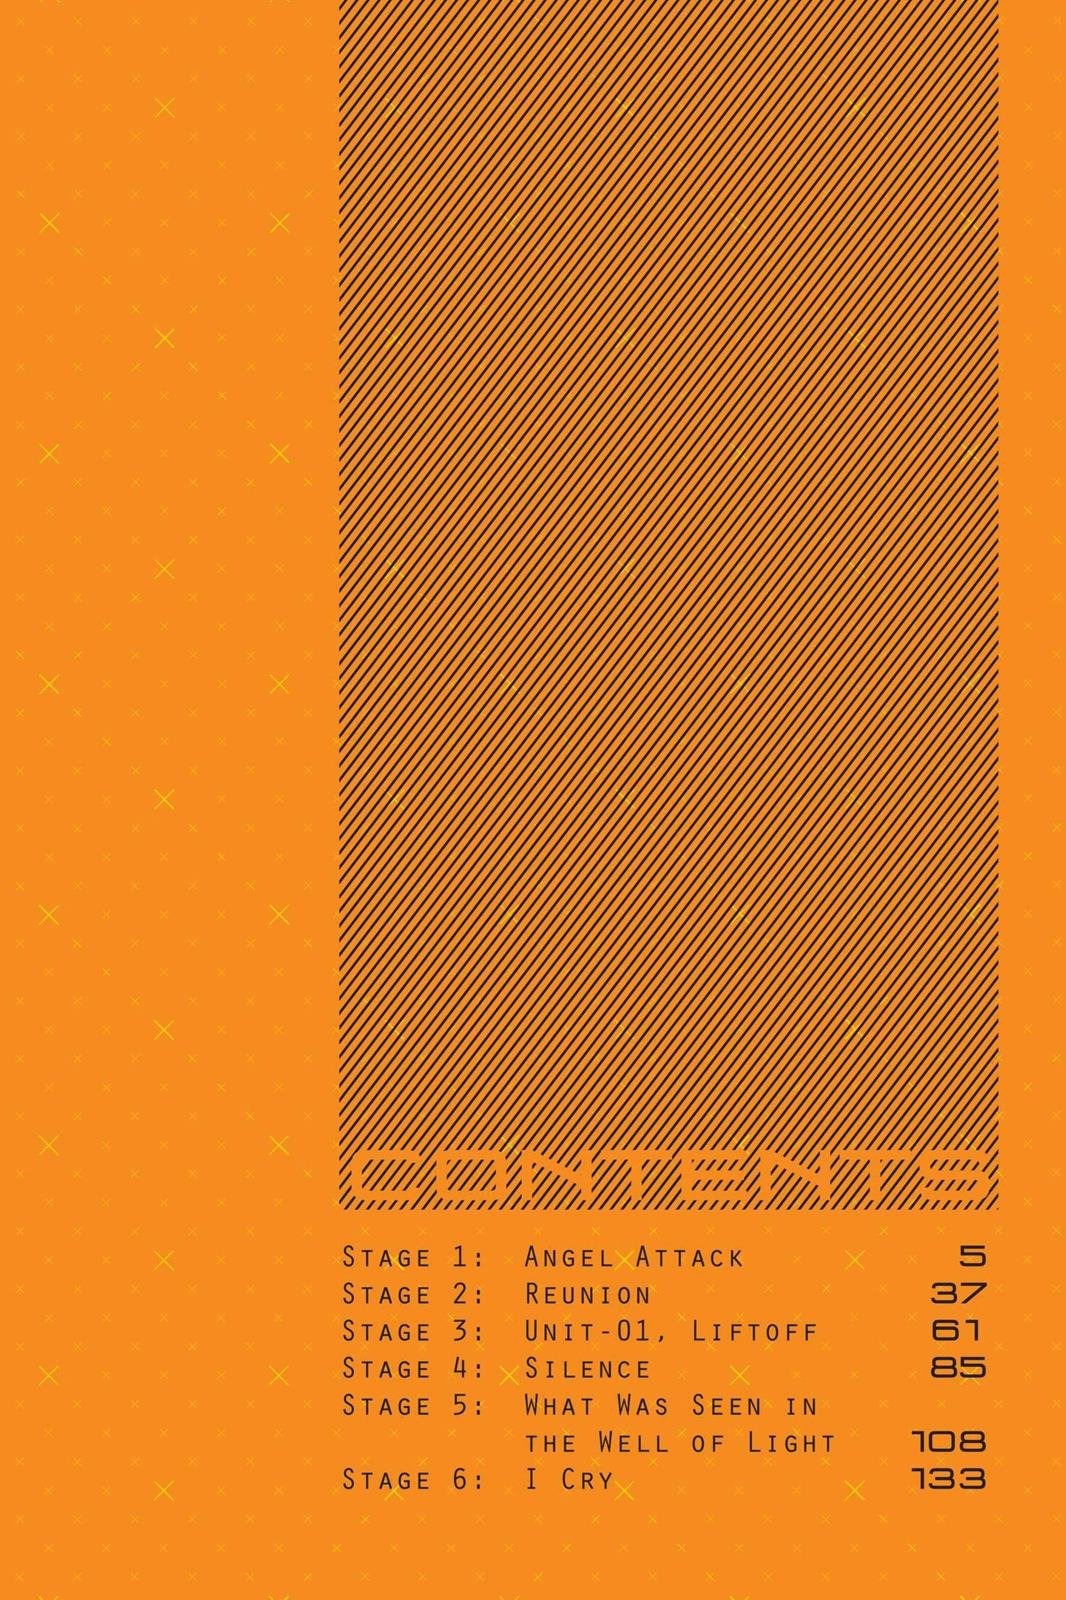 CONTENTS
STAGE 1: ANGEL ATTACK 5
STAGE 2: REUNION 37
STAGE 3: UNIT-01, LIFTOFF 61
STAGE 4: SILENCE 85
STAGE 5: WHAT WAS SEEN IN
THE WELL OF LIGHT 108
STAGE 6: I CRY 133